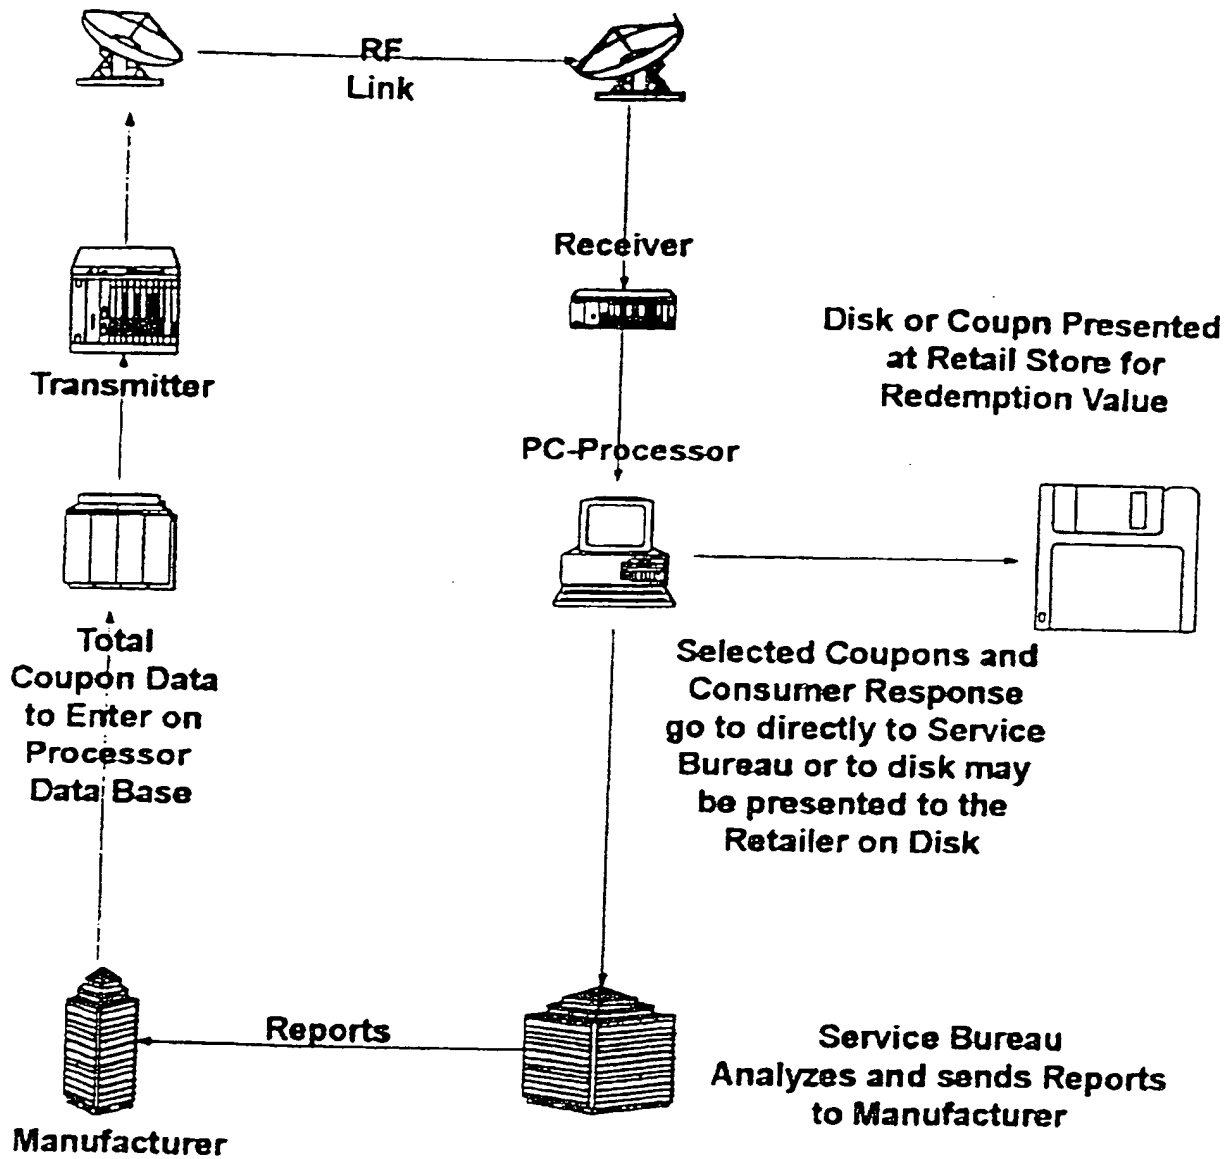 RF
Link
Receiver
Disk or Coupn Presented
at Retail Store for
Redemption Value
Transmitter
PC-Processor
Total
Coupon Data
to Enter on
Processor
Data Base
Selected Coupons and
Consumer Response
go to directly to Service
Bureau or to disk may
be presented to the
Retailer on Disk
Reports
Service Bureau
Analyzes and sends Reports
to Manufacturer
Manufacturer